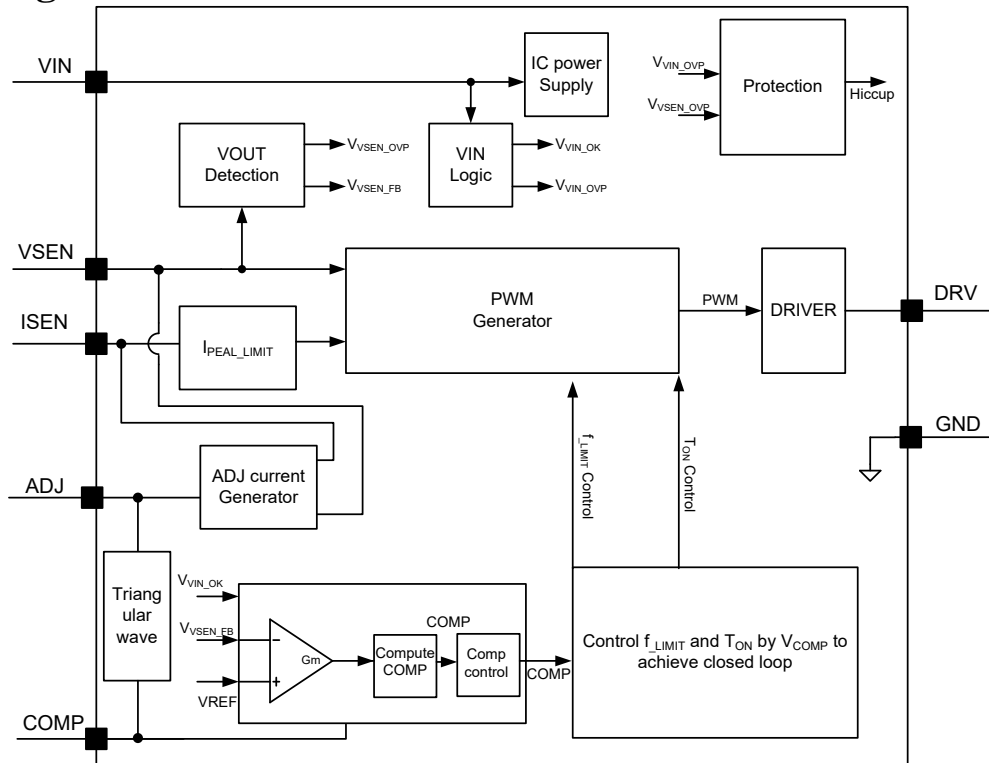 VIN
IC power
Supply
V_VIN_OVP
V_VSEN_OVP
Protection
Hiccup
VOUT
Detection
V_VSEN_OVP
V_VSEN_FB
VIN
Logic
V_VIN_OK
V_VIN_OVP
VSEN
ISEN
I_PEAL_LIMIT
PWM
Generator
PWM
DRIVER
DRV
GND
ADJ
ADJ current
Generator
f_LIMIT Control
T_ON Control
Triang
ular
wave
V_VIN_OK
V_VSEN_FB
VREF
Gm
Compute
COMP
COMP
Comp
control
COMP
Control f_LIMIT and T_ON by V_COMP to
achieve closed loop
COMP